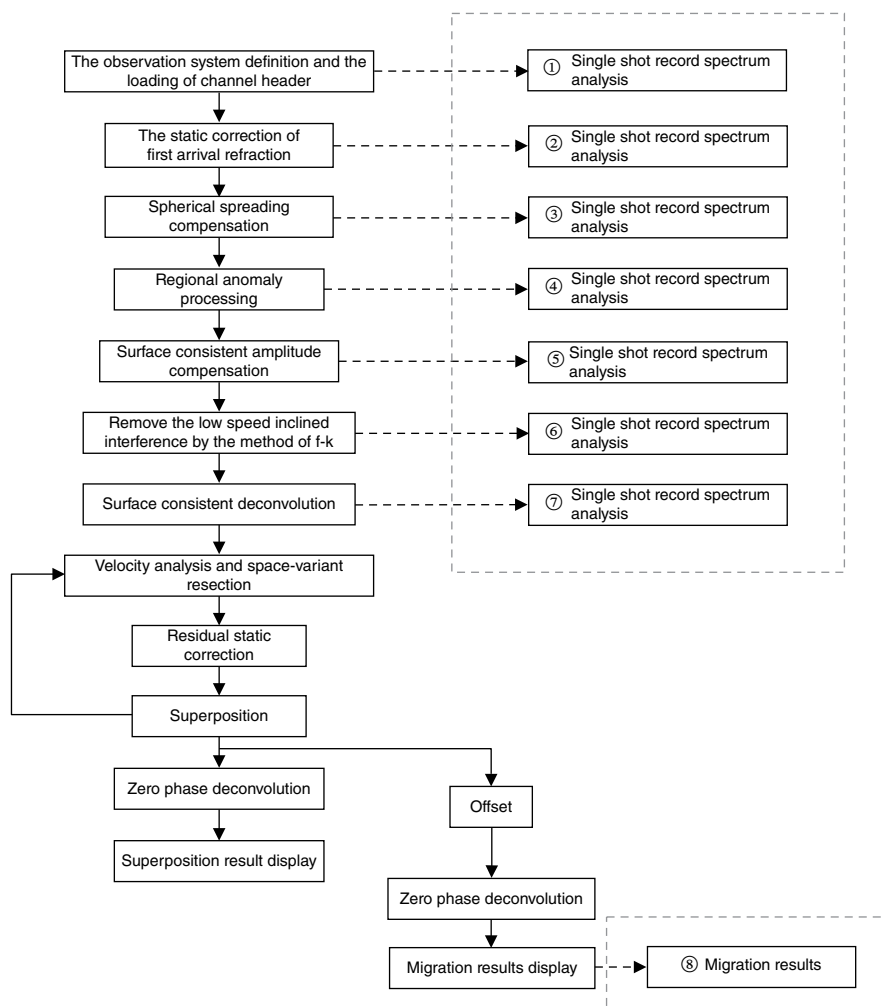 The observation system definition and the
loading of channel header
① Single shot record spectrum
analysis
The static correction of
first arrival refraction
② Single shot record spectrum
analysis
Spherical spreading
compensation
③ Single shot record spectrum
analysis
Regional anomaly
processing
④ Single shot record spectrum
analysis
Surface consistent amplitude
compensation
⑤ Single shot record spectrum
analysis
Remove the low speed inclined
interference by the method of f-k
⑥ Single shot record spectrum
analysis
Surface consistent deconvolution
⑦ Single shot record spectrum
analysis
Velocity analysis and space-variant
resection
Residual static
correction
Superposition
Zero phase deconvolution
Offset
Superposition result display
Zero phase deconvolution
Migration results display
⑧ Migration results